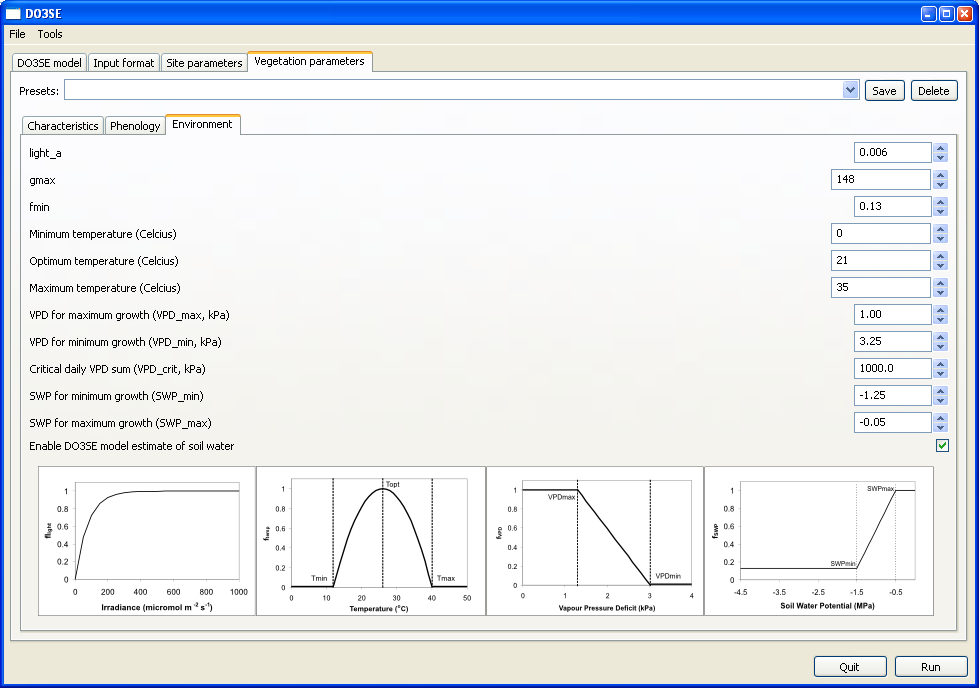 DO3SE
File Tools
DO3SE model Input format Site parameters Vegetation parameters
Presets: Save Delete
Characteristics Phenology Environment
light_a 0.006
gmax 148
fmin 0.13
Minimum temperature (Celcius) 0
Optimum temperature (Celcius) 21
Maximum temperature (Celcius) 35
VPD for maximum growth (VPD_max, kPa) 1.00
VPD for minimum growth (VPD_min, kPa) 3.25
Critical daily VPD sum (VPD_crit, kPa) 1000.0
SWP for minimum growth (SWP_min) -1.25
SWP for maximum growth (SWP_max) -0.05
Enable DO3SE model estimate of soil water
flight
1
0.8
0.6
0.4
0.2
0
0 200 400 600 800 1000
Irradiance (micromol m-2 s-1)
ftemp
1
0.8
0.6
0.4
0.2
0
Topt
Tmin Tmax
0 10 20 30 40 50
Temperature (°C)
fVPD
1
0.8
0.6
0.4
0.2
0
VPDmax
VPDmin
0 1 2 3 4
Vapour Pressure Deficit (kPa)
fSWP
1
0.8
0.6
0.4
0.2
0
SWPmax
SWPmin
-4.5 -3.5 -2.5 -1.5 -0.5
Soil Water Potential (MPa)
Quit Run